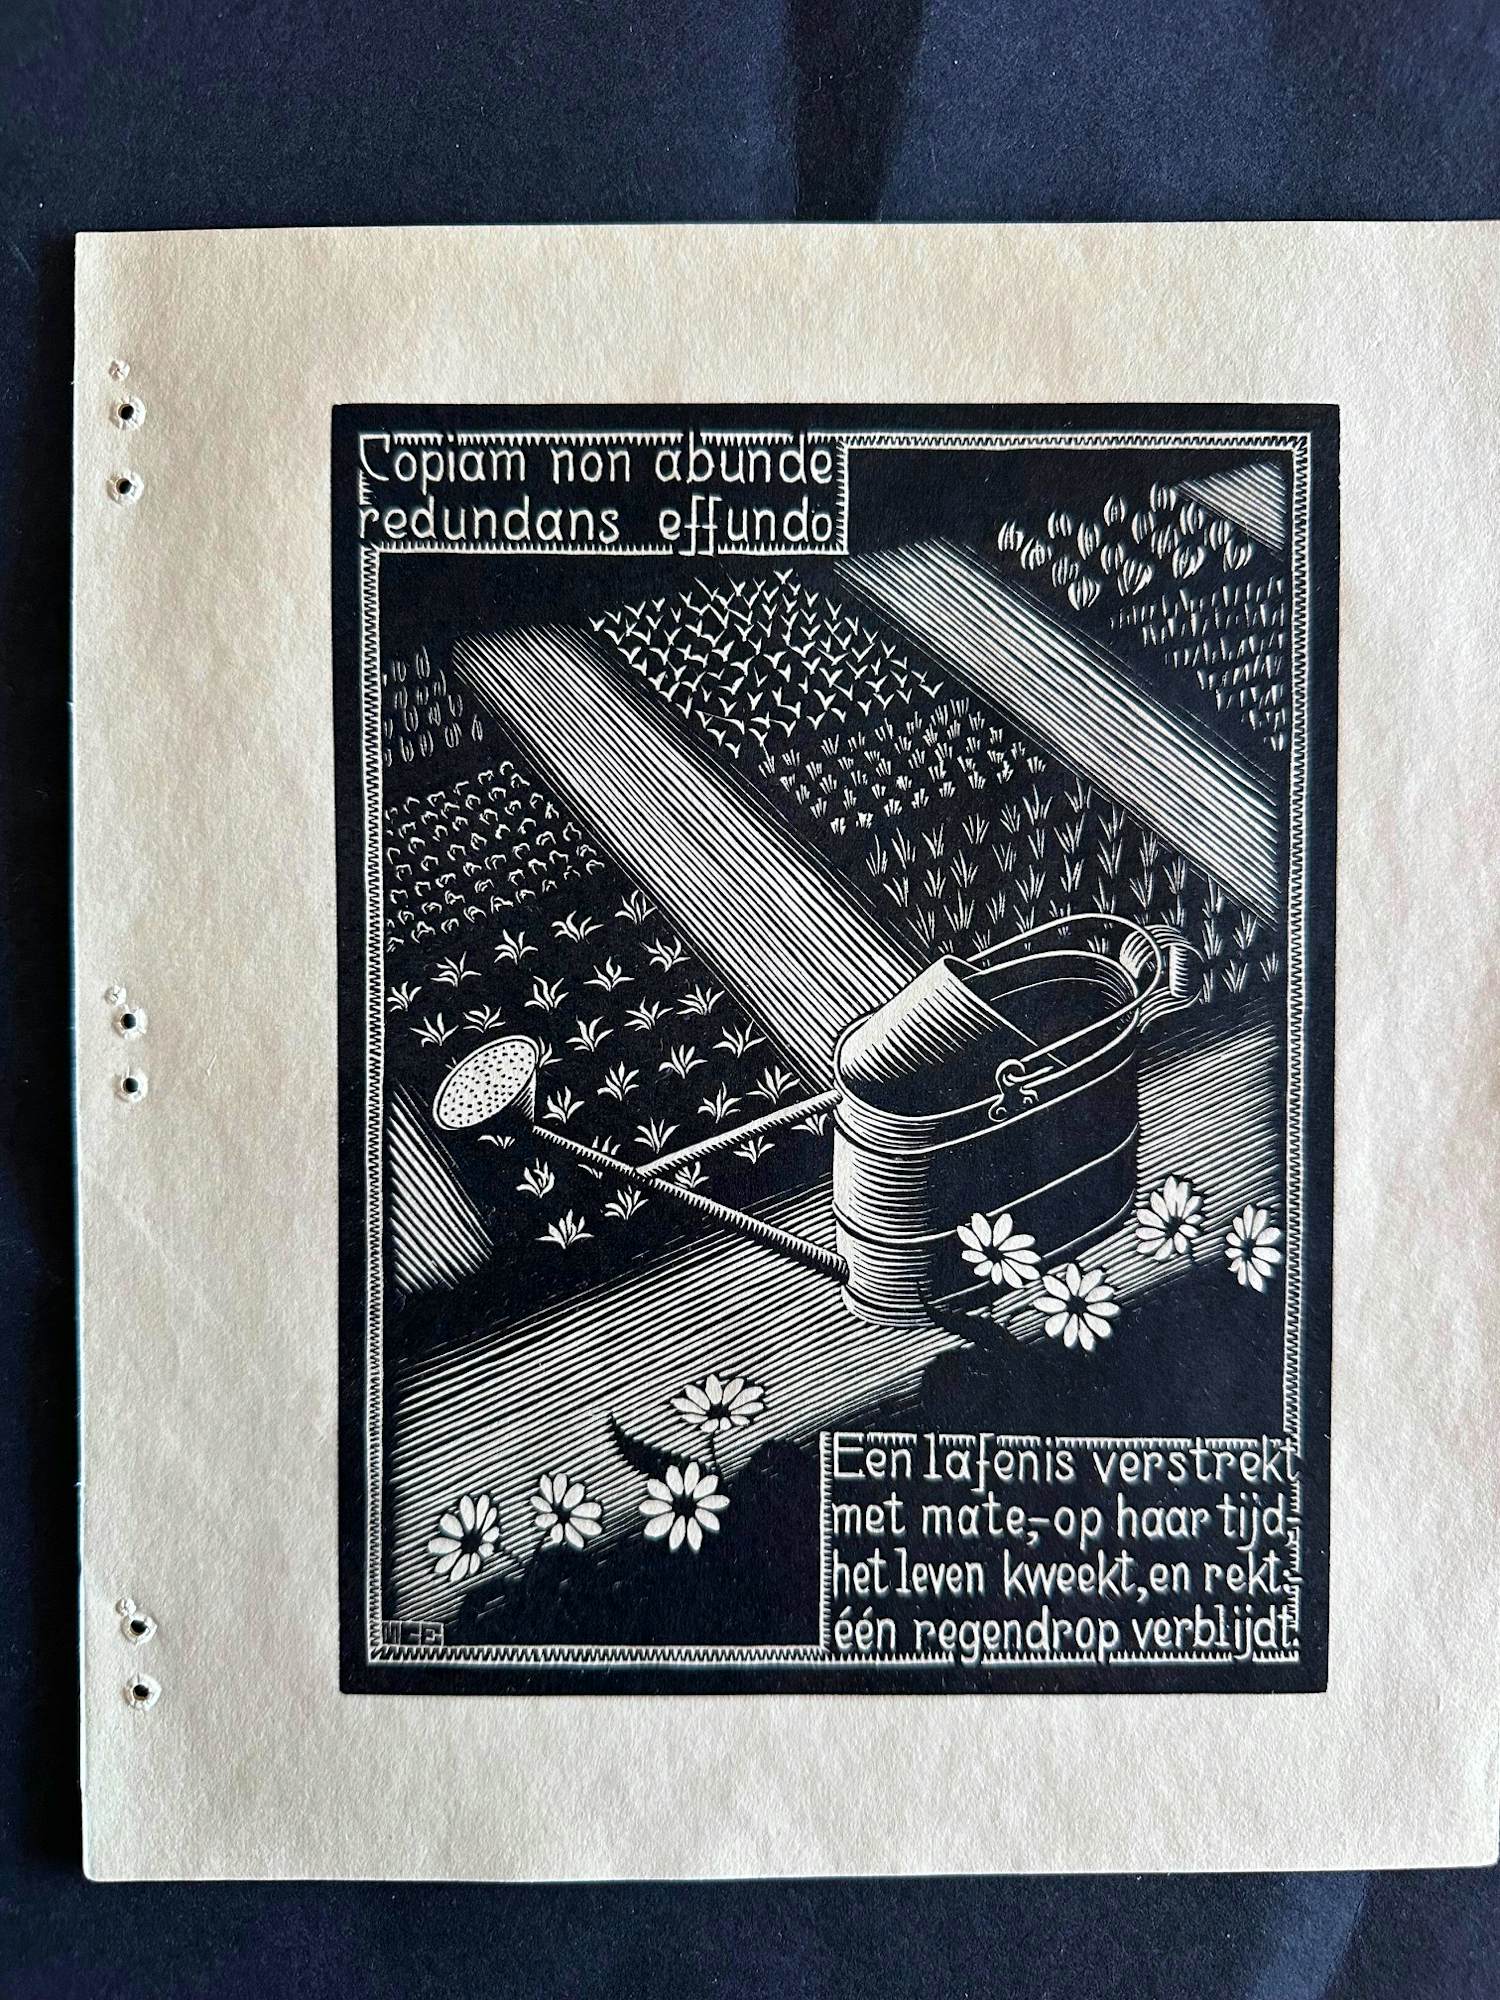 Copiam non abunde
redundans effundo
Een lafenis verstrekt
met mate,-op haar tijd,
het leven kweekt, en rekt:
één regendrop verblijdt.
MCE